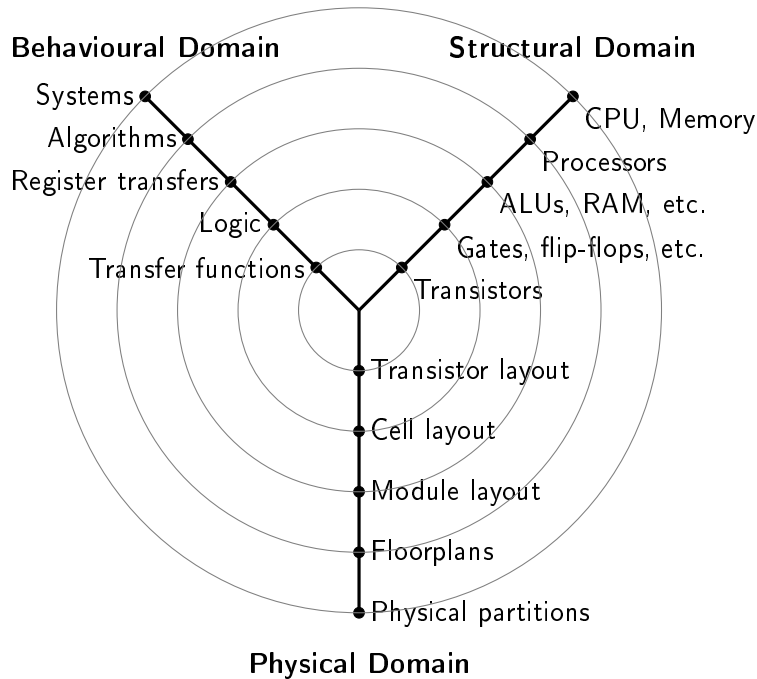 Behavioural Domain
Structural Domain
Systems
CPU, Memory
Algorithms
Processors
Register transfers
ALUs, RAM, etc.
Logic
Gates, flip-flops, etc.
Transfer functions
Transistors
Transistor layout
Cell layout
Module layout
Floorplans
Physical partitions
Physical Domain